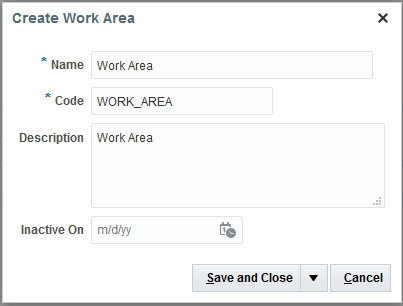 Create Work Area
* Name Work Area
* Code WORK_AREA
Description Work Area
Inactive On m/d/yy
Save and Close Cancel